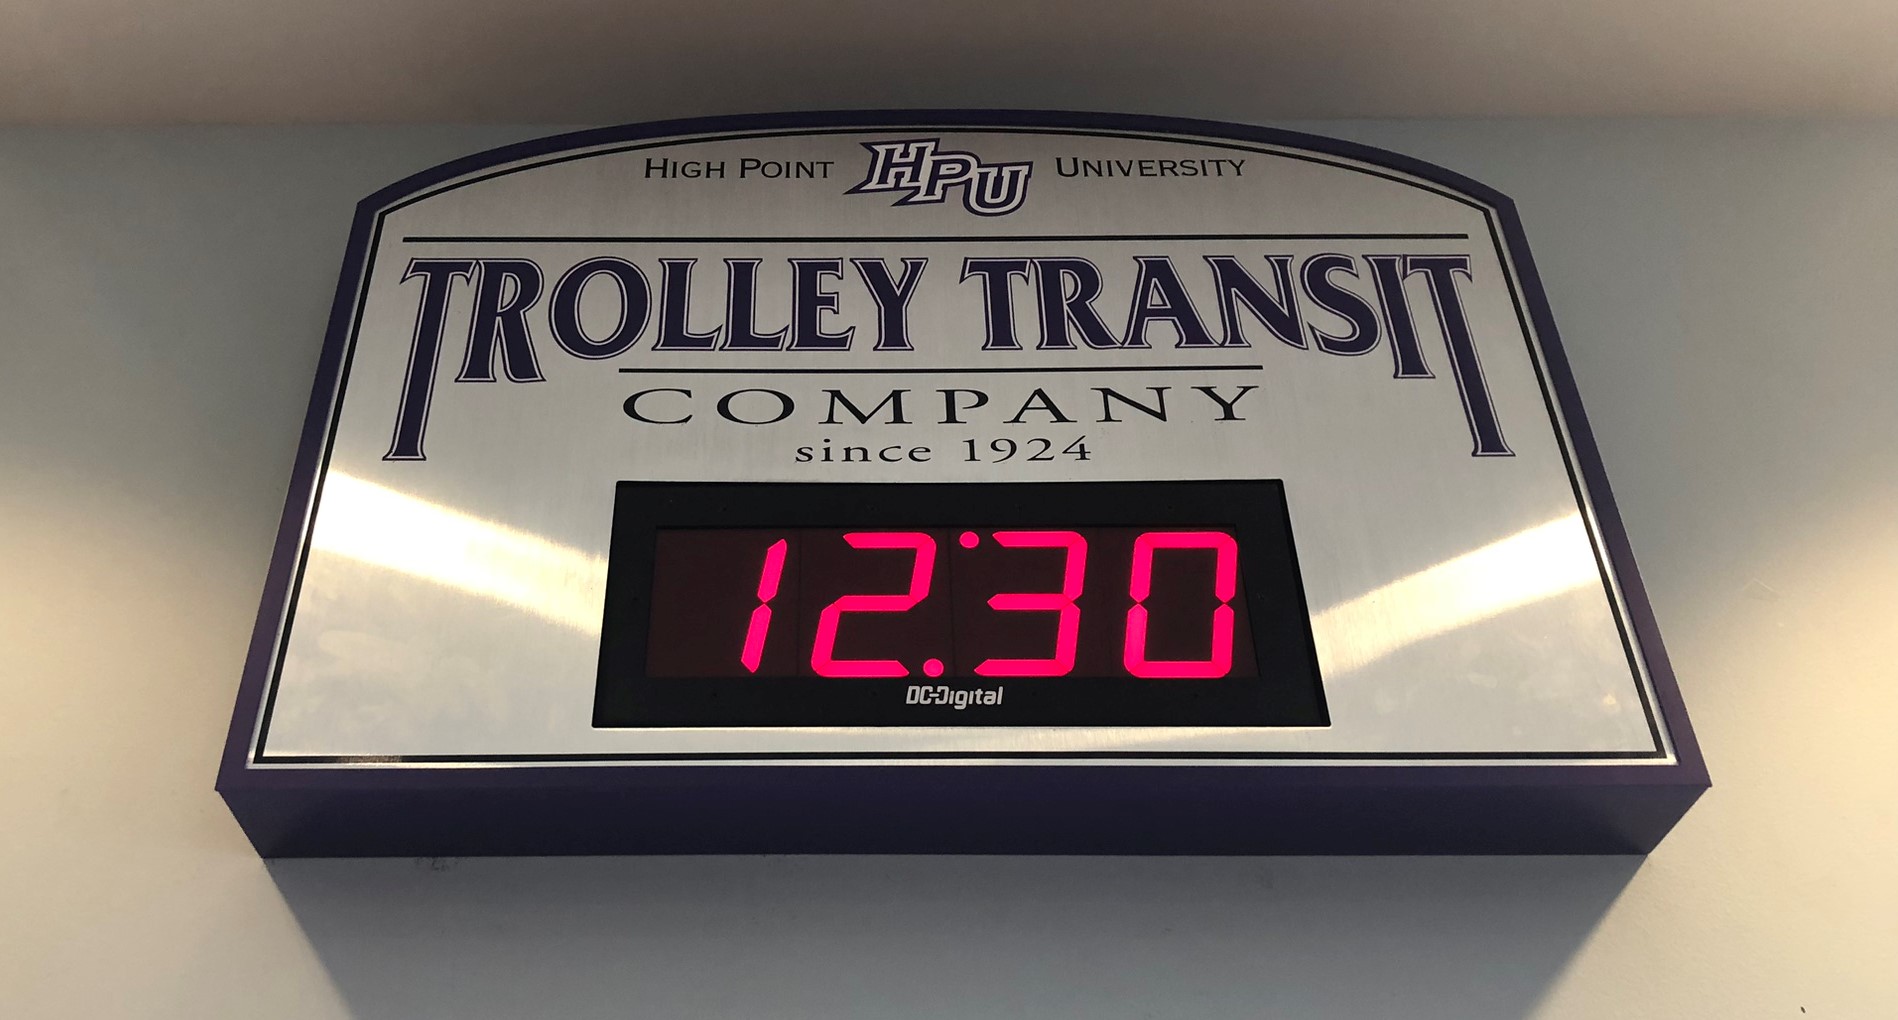 HIGH POINT HPU UNIVERSITY
TROLLEY TRANSIT
COMPANY
since 1924
12:30
DC-Digital